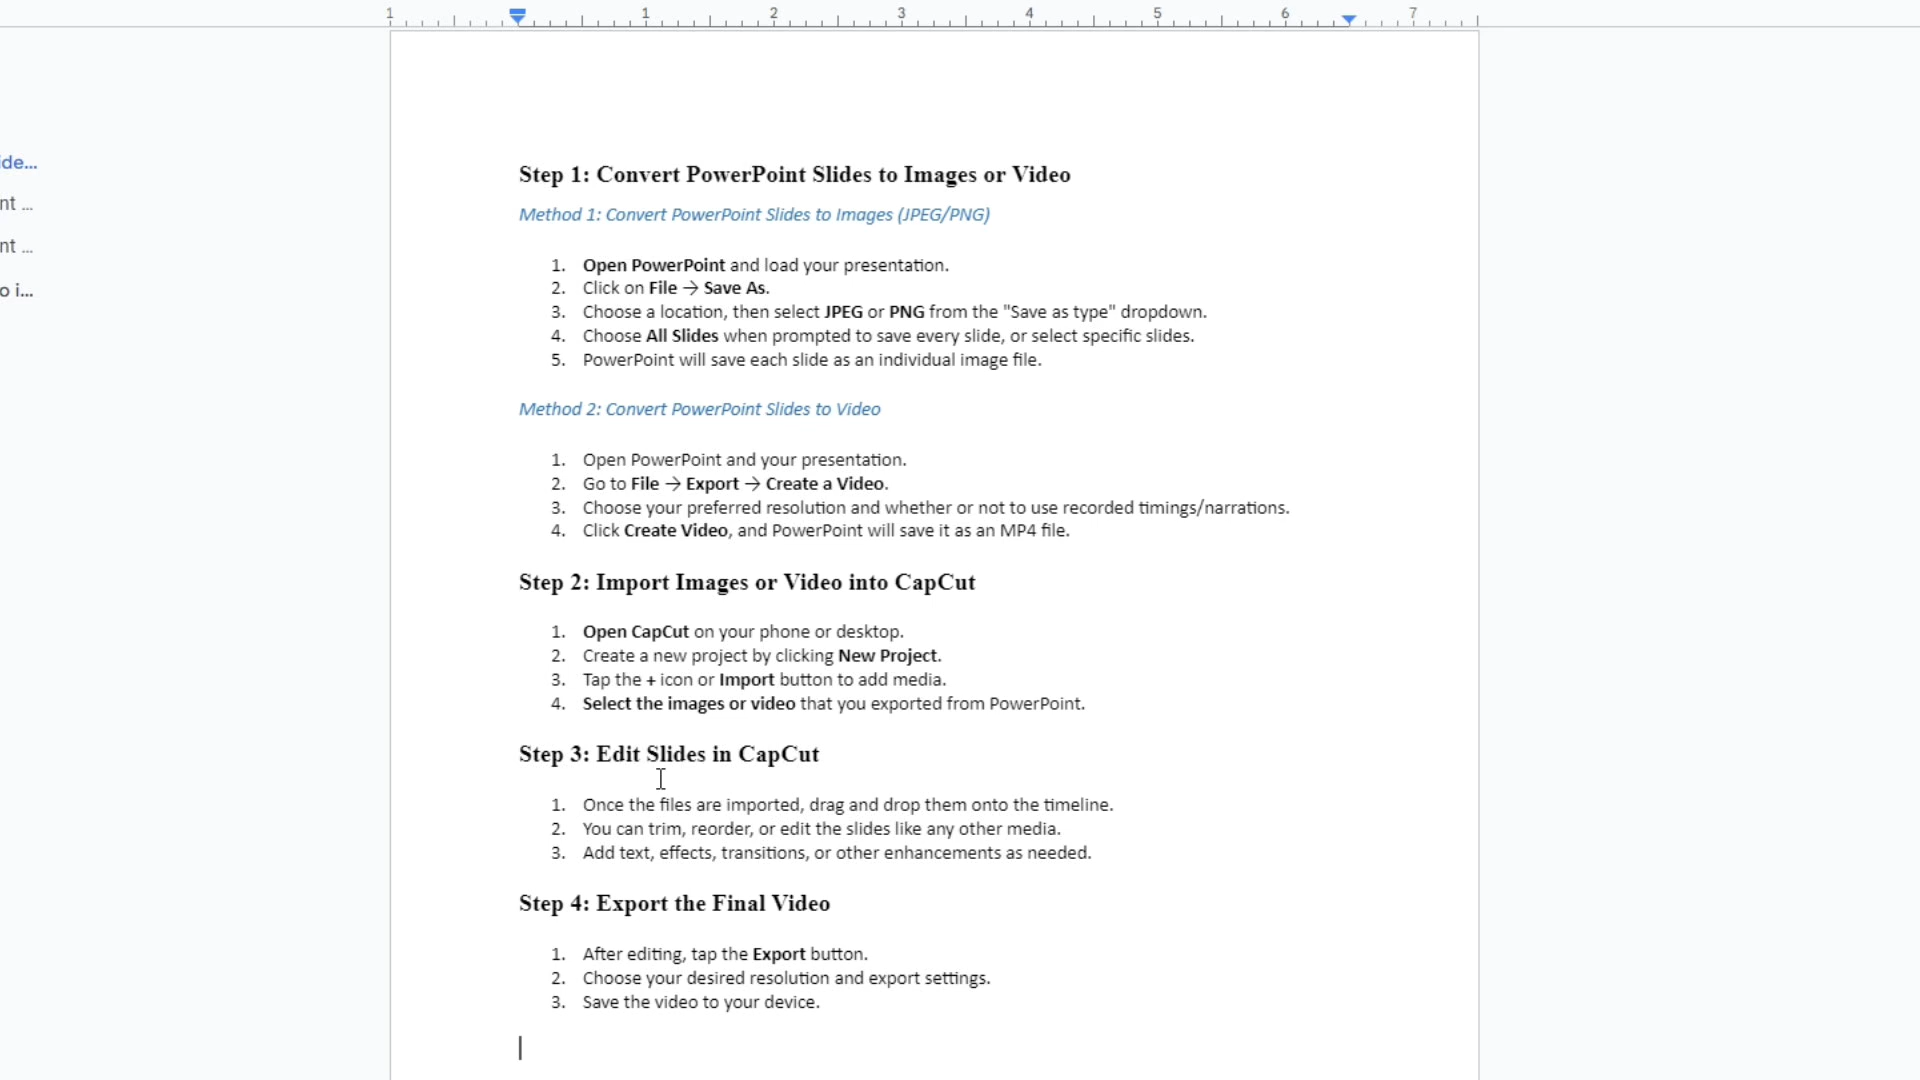 1 1 2 3 4 5 6 7
ide...
nt ...
nt ...
o i...
Step 1: Convert PowerPoint Slides to Images or Video
Method 1: Convert PowerPoint Slides to Images (JPEG/PNG)
1. Open PowerPoint and load your presentation.
2. Click on File → Save As.
3. Choose a location, then select JPEG or PNG from the "Save as type" dropdown.
4. Choose All Slides when prompted to save every slide, or select specific slides.
5. PowerPoint will save each slide as an individual image file.
Method 2: Convert PowerPoint Slides to Video
1. Open PowerPoint and your presentation.
2. Go to File → Export → Create a Video.
3. Choose your preferred resolution and whether or not to use recorded timings/narrations.
4. Click Create Video, and PowerPoint will save it as an MP4 file.
Step 2: Import Images or Video into CapCut
1. Open CapCut on your phone or desktop.
2. Create a new project by clicking New Project.
3. Tap the + icon or Import button to add media.
4. Select the images or video that you exported from PowerPoint.
Step 3: Edit Slides in CapCut
1. Once the files are imported, drag and drop them onto the timeline.
2. You can trim, reorder, or edit the slides like any other media.
3. Add text, effects, transitions, or other enhancements as needed.
Step 4: Export the Final Video
1. After editing, tap the Export button.
2. Choose your desired resolution and export settings.
3. Save the video to your device.